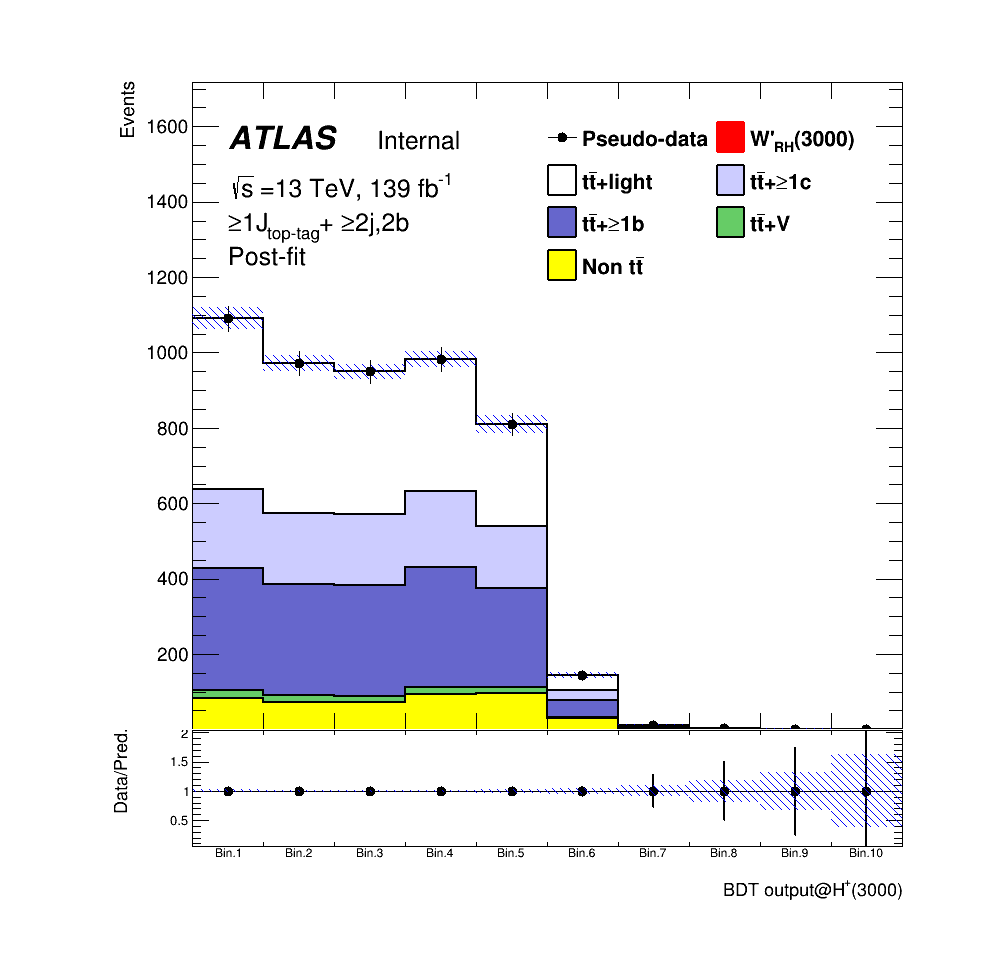 Events
1600
1400
1200
1000
800
600
400
200
ATLAS Internal
√s =13 TeV, 139 fb⁻¹
≥1J_top-tag+ ≥2j,2b
Post-fit
Pseudo-data
W'_RH(3000)
tt̄+light
tt̄+≥1c
tt̄+≥1b
tt̄+V
Non tt̄
Data/Pred.
2
1.5
1
0.5
Bin.1 Bin.2 Bin.3 Bin.4 Bin.5 Bin.6 Bin.7 Bin.8 Bin.9 Bin.10
BDT output@H⁺(3000)